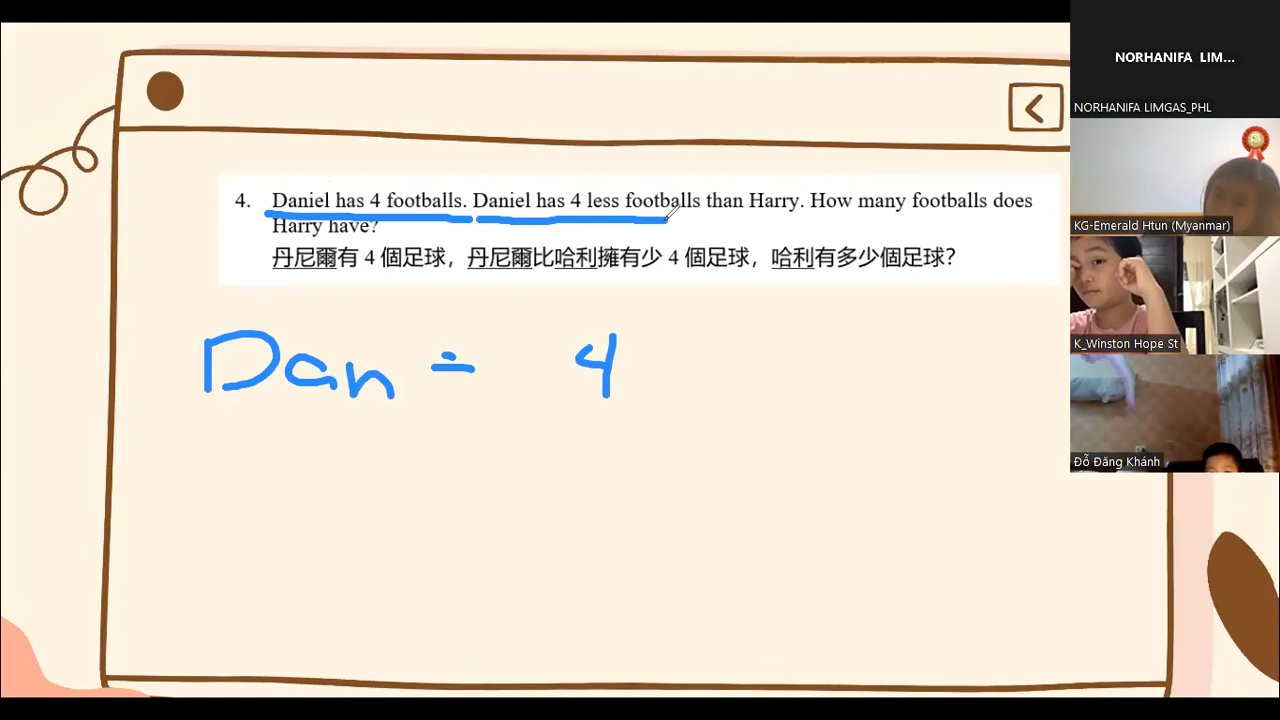 4. Daniel has 4 footballs. Daniel has 4 less footballs than Harry. How many footballs does
Harry have?
丹尼爾有 4 個足球，丹尼爾比哈利擁有少 4 個足球，哈利有多少個足球？
Dan = 4
NORHANIFA LIM...
NORHANIFA LIMGAS_PHL
KG-Emerald Htun (Myanmar)
K_Winston Hope St
Đỗ Đăng Khánh